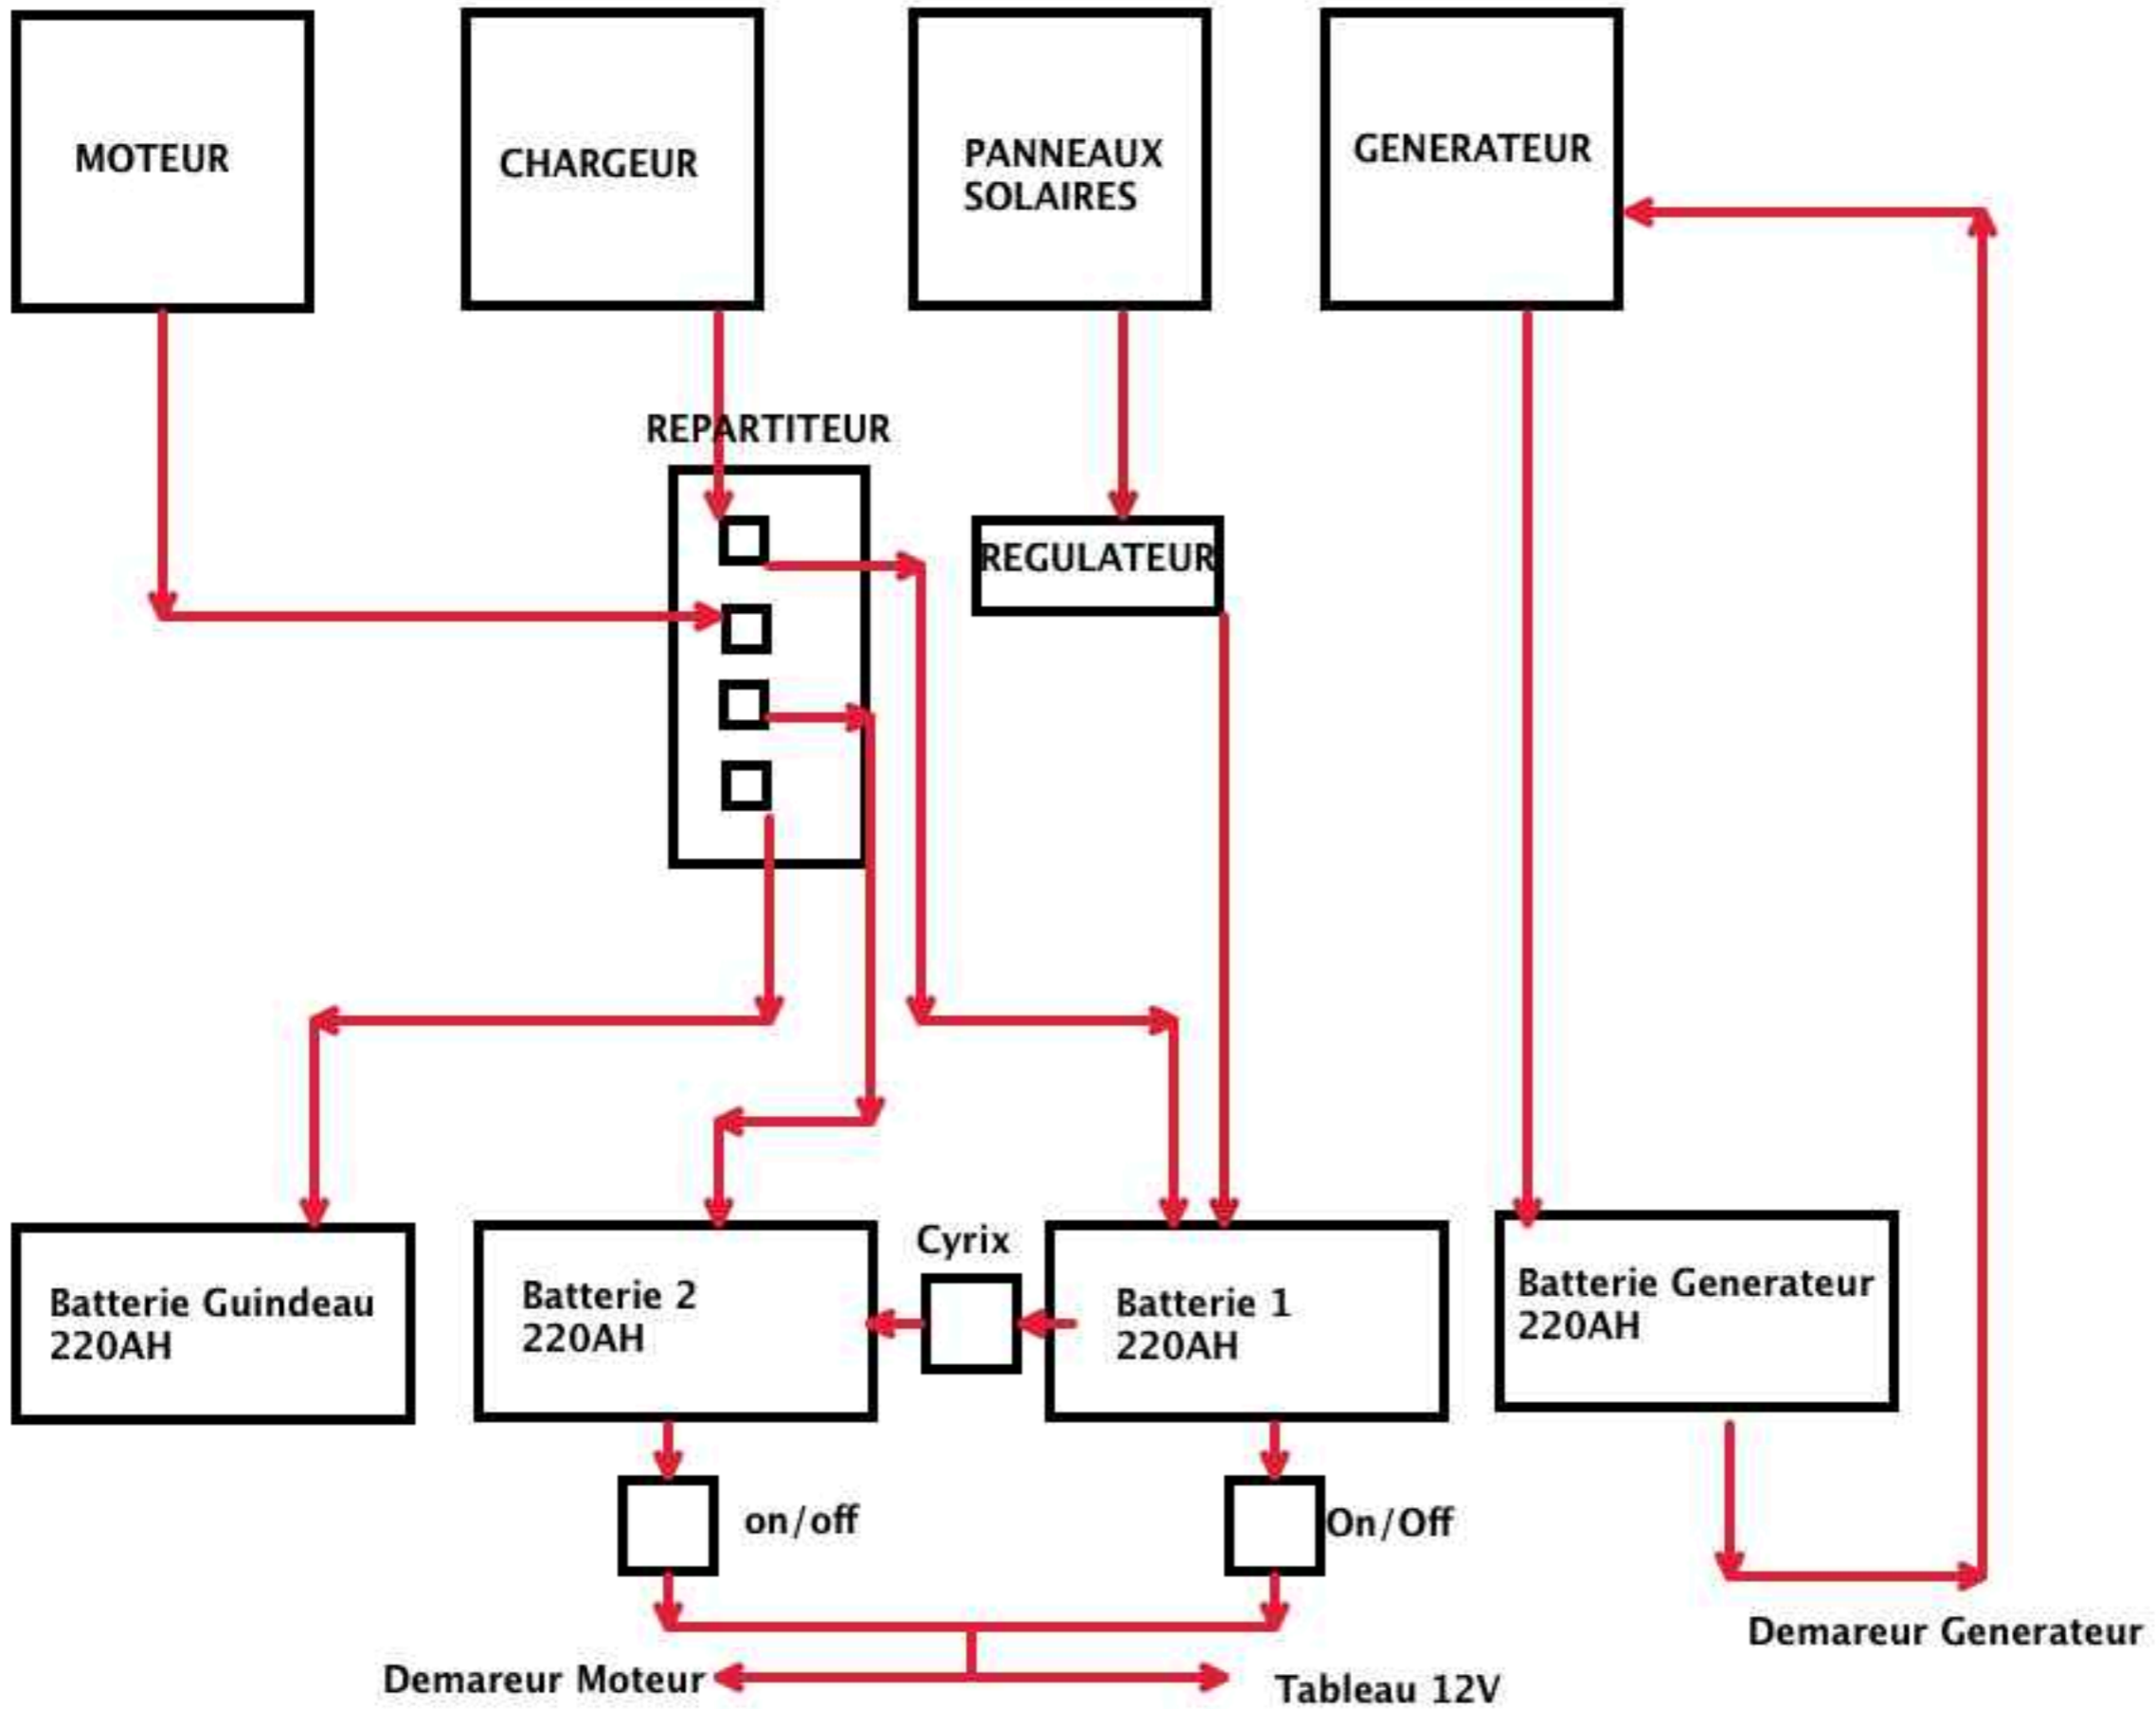 MOTEUR
CHARGEUR
PANNEAUX
SOLAIRES
GENERATEUR
REPARTITEUR
REGULATEUR
Cyrix
Batterie Guindeau
220AH
Batterie 2
220AH
Batterie 1
220AH
Batterie Generateur
220AH
on/off
On/Off
Demareur Generateur
Demareur Moteur
Tableau 12V